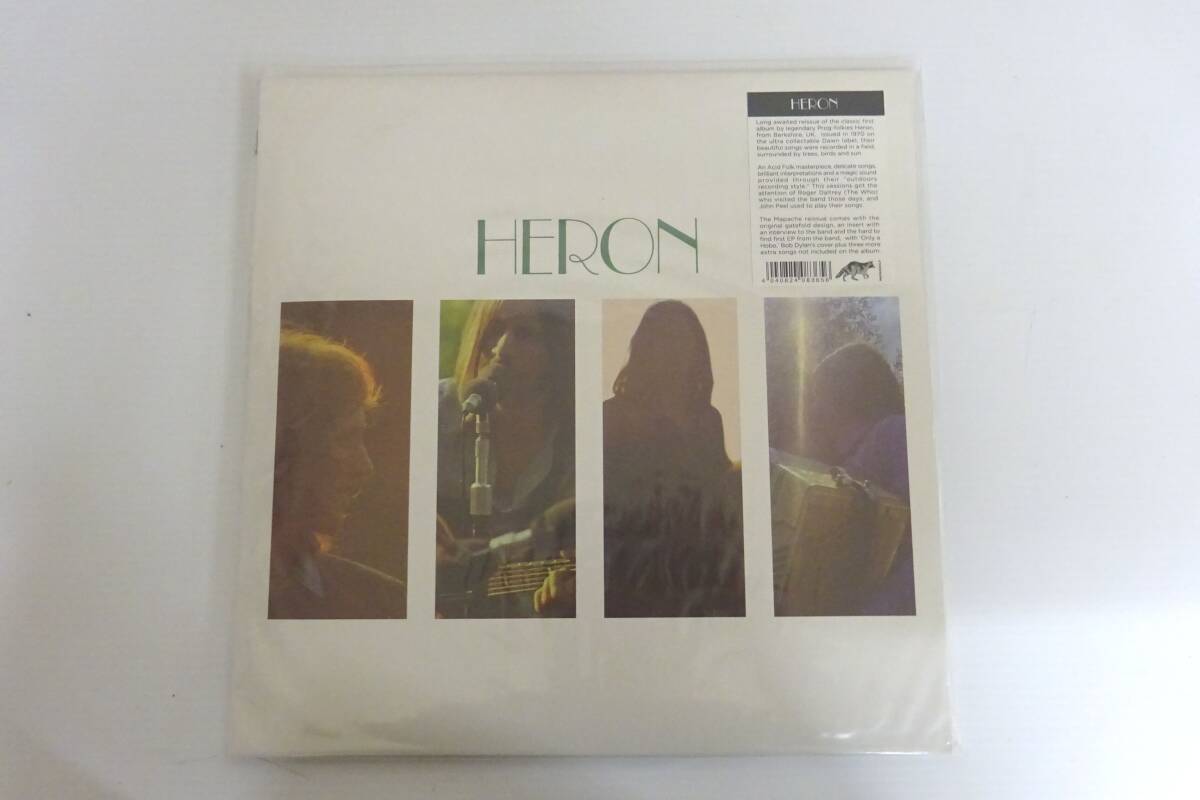 HERON
HERON
Long awaited reissue of the classic first
album by legendary Prog-folkies Heron,
from Berkshire, UK. Issued in 1970 on
the ultra collectable Dawn label, their
beautiful songs were recorded in a field,
surrounded by trees, birds and sun
An Acid Folk masterpiece, delicate songs,
brilliant interpretations and a magic sound
provided through their "outdoors
recording style." This sessions got the
attention of Roger Daltrey (The Who)
who visited the band those days, and
John Peel used to play their songs.
The Mapache reissue comes with the
original gatefold design, an insert with
an interview to the band and the hard to
find first EP from the band, with 'Only a
Hobo,' Bob Dylan's cover plus three more
extra songs not included on the album
4 040824 083856